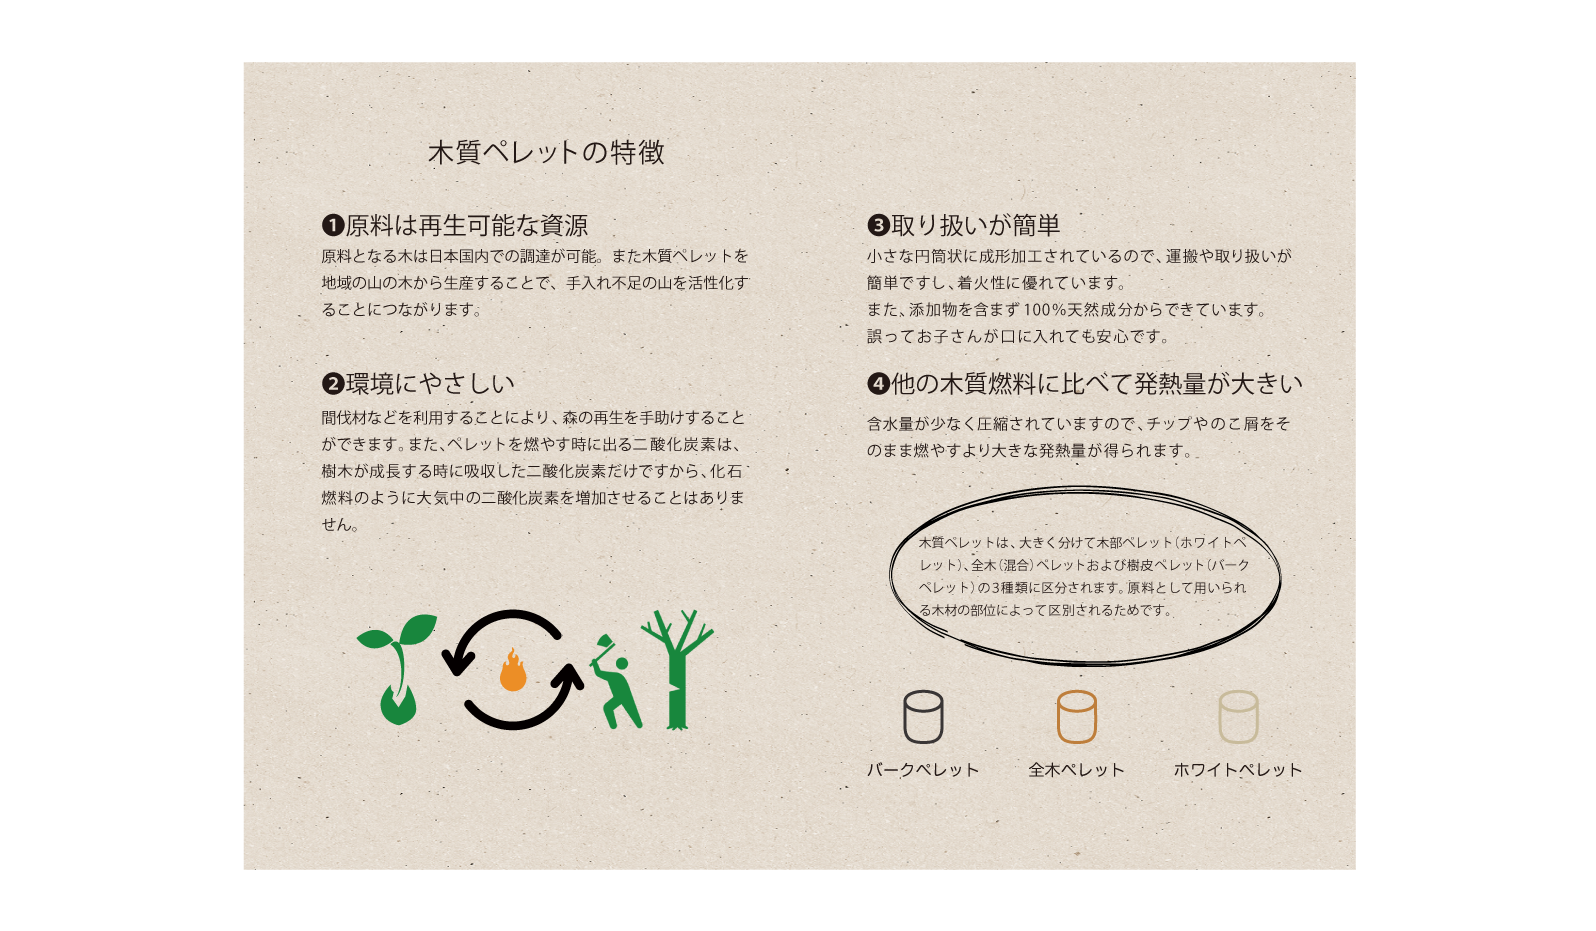 木質ペレットの特徴
❶原料は再生可能な資源
原料となる木は日本国内での調達が可能。また木質ペレットを
地域の山の木から生産することで、手入れ不足の山を活性化す
ることにつながります。
❷環境にやさしい
間伐材などを利用することにより、森の再生を手助けすること
ができます。また、ペレットを燃やす時に出る二酸化炭素は、
樹木が成長する時に吸収した二酸化炭素だけですから、化石
燃料のように大気中の二酸化炭素を増加させることはありま
せん。
❸取り扱いが簡単
小さな円筒状に成形加工されているので、運搬や取り扱いが
簡単ですし、着火性に優れています。
また、添加物を含まず100%天然成分からできています。
誤ってお子さんが口に入れても安心です。
❹他の木質燃料に比べて発熱量が大きい
含水量が少なく圧縮されていますので、チップやのこ屑をそ
のまま燃やすより大きな発熱量が得られます。
木質ペレットは、大きく分けて木部ペレット(ホワイトペ
レット)、全木(混合)ペレットおよび樹皮ペレット(バーク
ペレット)の3種類に区分されます。原料として用いられ
る木材の部位によって区別されるためです。
バークペレット
全木ペレット
ホワイトペレット